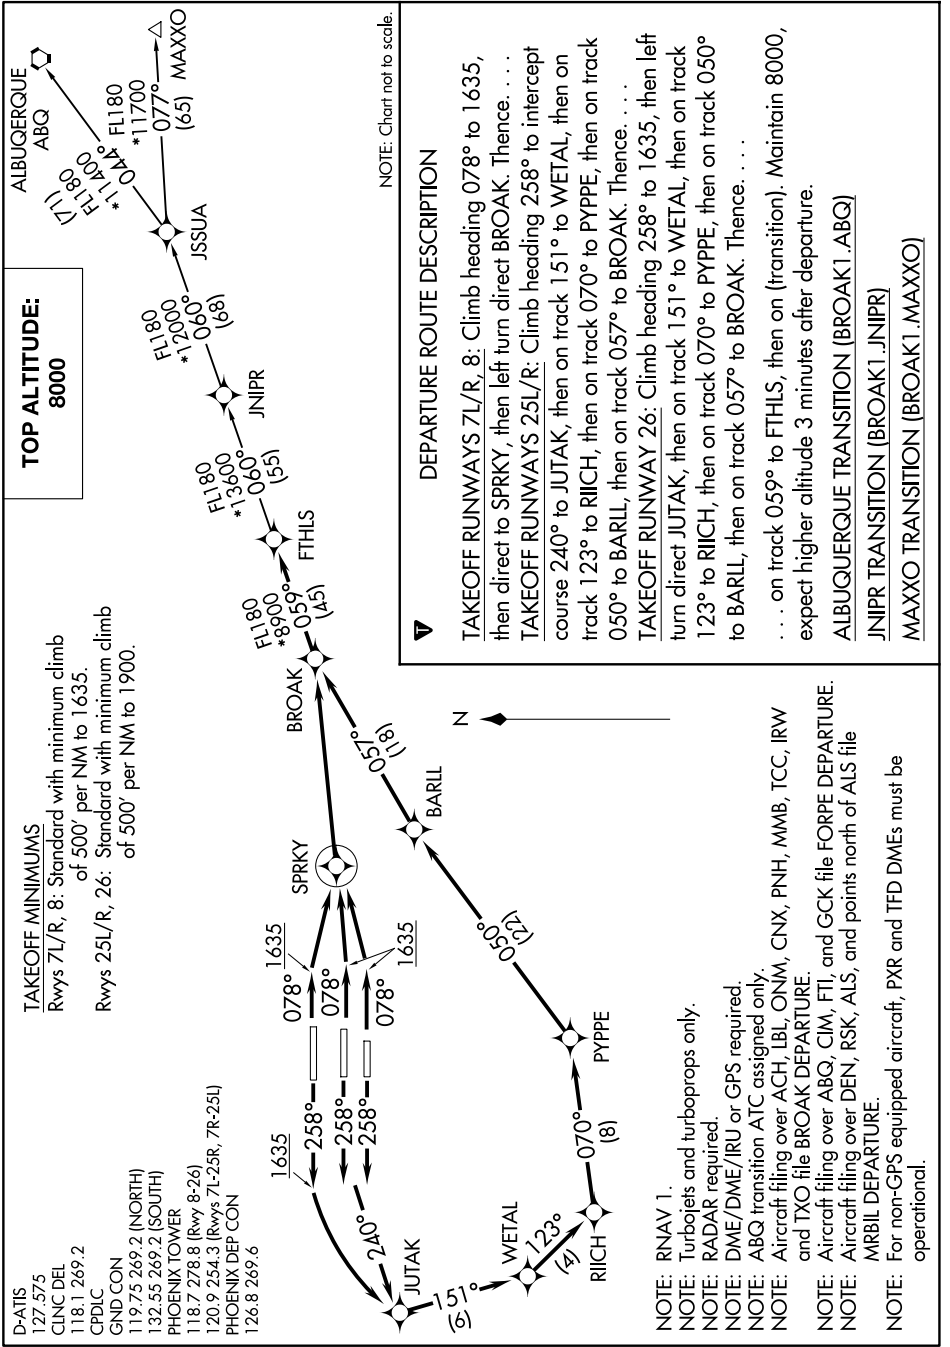 D-ATIS
127.575
CLNC DEL
118.1 269.2
CPDLC
GND CON
119.75 269.2 (NORTH)
132.55 269.2 (SOUTH)
PHOENIX TOWER
118.7 278.8 (Rwy 8-26)
120.9 254.3 (Rwys 7L-25R, 7R-25L)
PHOENIX DEP CON
126.8 269.6
TAKEOFF MINIMUMS
Rwys 7L/R, 8: Standard with minimum climb
of 500' per NM to 1635.
Rwys 25L/R, 26: Standard with minimum climb
of 500' per NM to 1900.
TOP ALTITUDE:
8000
ALBUQUERQUE
ABQ
MAXXO
(71)
FL180
*11400
044°
FL180
*11700
077°
(65)
JSSUA
FL180
*12000
060°
(68)
JNIPR
FL180
*13600
060°
(55)
FTHLS
FL180
*8900
059°
(45)
BROAK
NOTE: Chart not to scale.
SPRKY
1635
078°
078°
078°
1635
1635
258°
258°
258°
240°
JUTAK
151°
(6)
WETAL
123°
(4)
RIICH
070°
(8)
PYPPE
050°
(22)
BARLL
057°
(18)
N
NOTE: RNAV 1.
NOTE: Turbojets and turboprops only.
NOTE: RADAR required.
NOTE: DME/DME/IRU or GPS required.
NOTE: ABQ transition ATC assigned only.
NOTE: Aircraft filing over ACH, LBL, ONM, CNX, PNH, MMB, TCC, IRW
and TXO file BROAK DEPARTURE.
NOTE: Aircraft filing over ABQ, CIM, FTI, and GCK file FORPE DEPARTURE.
NOTE: Aircraft filing over DEN, RSK, ALS, and points north of ALS file
MRBIL DEPARTURE.
NOTE: For non-GPS equipped aircraft, PXR and TFD DMEs must be
operational.
T
DEPARTURE ROUTE DESCRIPTION
TAKEOFF RUNWAYS 7L/R, 8: Climb heading 078° to 1635,
then direct to SPRKY, then left turn direct BROAK. Thence. . . .
TAKEOFF RUNWAYS 25L/R: Climb heading 258° to intercept
course 240° to JUTAK, then on track 151° to WETAL, then on
track 123° to RIICH, then on track 070° to PYPPE, then on track
050° to BARLL, then on track 057° to BROAK. Thence. . . .
TAKEOFF RUNWAY 26: Climb heading 258° to 1635, then left
turn direct JUTAK, then on track 151° to WETAL, then on track
123° to RIICH, then on track 070° to PYPPE, then on track 050°
to BARLL, then on track 057° to BROAK. Thence. . . .
. . . on track 059° to FTHLS, then on (transition). Maintain 8000,
expect higher altitude 3 minutes after departure.
ALBUQUERQUE TRANSITION (BROAK1.ABQ)
JNIPR TRANSITION (BROAK1.JNIPR)
MAXXO TRANSITION (BROAK1.MAXXO)